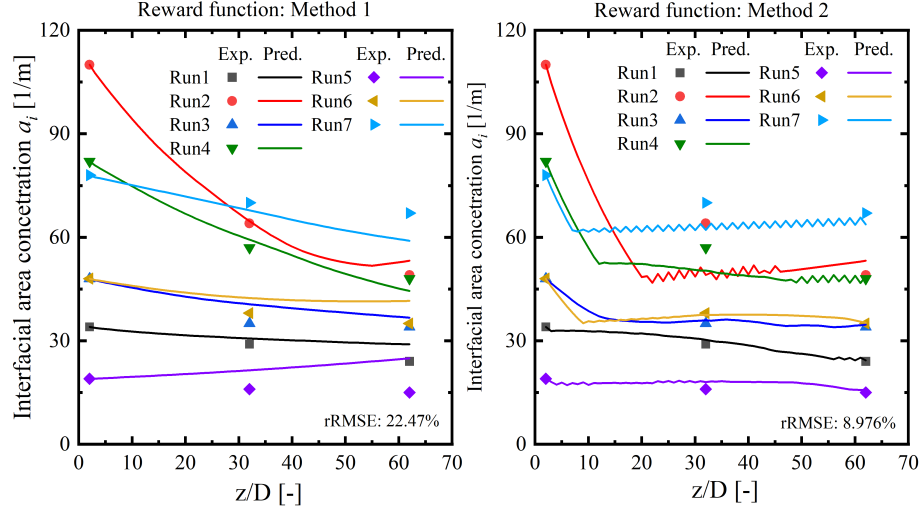 Reward function: Method 1
Interfacial area concetration a_i [1/m]
120
90
60
30
0
Exp. Pred. Exp. Pred.
Run1 Run5
Run2 Run6
Run3 Run7
Run4
rRMSE: 22.47%
0 10 20 30 40 50 60 70
z/D [-]
Reward function: Method 2
Interfacial area concetration a_i [1/m]
120
90
60
30
0
Exp. Pred. Exp. Pred.
Run1 Run5
Run2 Run6
Run3 Run7
Run4
rRMSE: 8.976%
0 10 20 30 40 50 60 70
z/D [-]